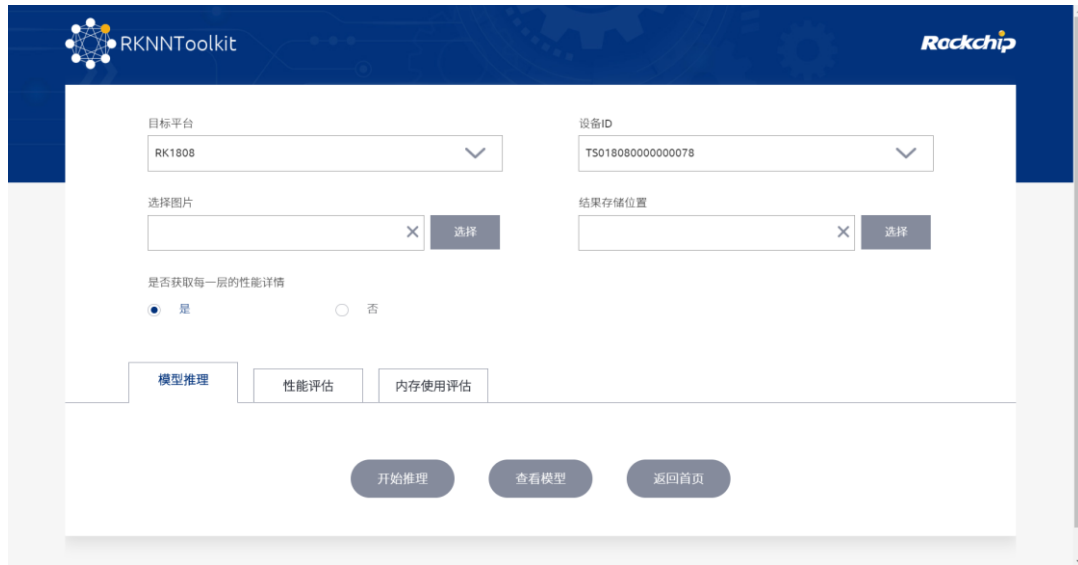 RKNNToolkit
Rockchip
目标平台
设备ID
RK1808
TS018080000000078
选择图片
结果存储位置
选择
选择
是否获取每一层的性能详情
是 否
模型推理 性能评估 内存使用评估
开始推理 查看模型 返回首页